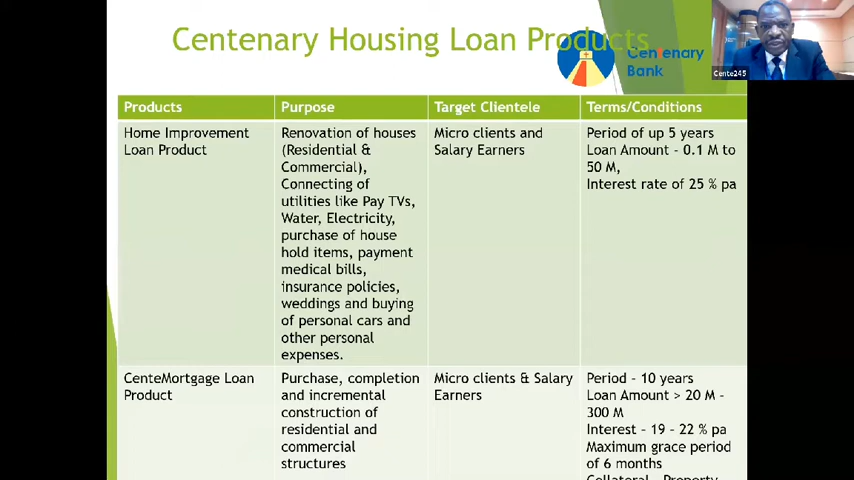 Centenary Housing Loan Products
Centenary
Bank
Cente245
Products
Purpose
Target Clientele
Terms/Conditions
Home Improvement
Loan Product
Renovation of houses
(Residential &
Commercial),
Connecting of
utilities like Pay TVs,
Water, Electricity,
purchase of house
hold items, payment
medical bills,
insurance policies,
weddings and buying
of personal cars and
other personal
expenses.
Micro clients and
Salary Earners
Period of up 5 years
Loan Amount - 0.1 M to
50 M,
Interest rate of 25 % pa
CenteMortgage Loan
Product
Purchase, completion
and incremental
construction of
residential and
commercial
structures
Micro clients & Salary
Earners
Period - 10 years
Loan Amount > 20 M -
300 M
Interest - 19 - 22 % pa
Maximum grace period
of 6 months
Collateral - Property